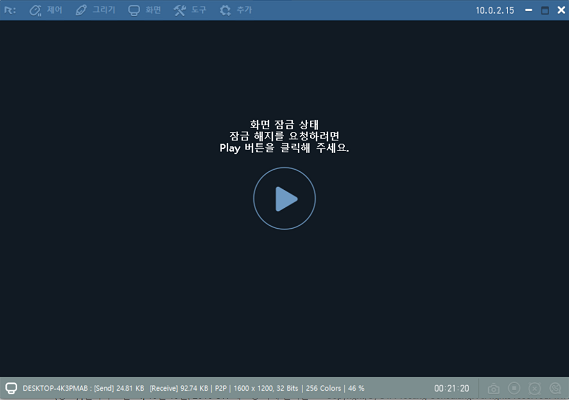 rc: 제어 그리기 화면 도구 추가 10.0.2.15
화면 잠금 상태
잠금 해지를 요청하려면
Play 버튼을 클릭해 주세요.
DESKTOP-4K3PMAB : [Send] 24.81 KB [Receive] 92.74 KB | P2P | 1600 x 1200, 32 Bits | 256 Colors | 46 % 00:21:20